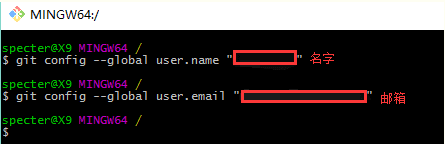 MINGW64:/
specter@X9 MINGW64 /
$ git config --global user.name "" 名字
specter@X9 MINGW64 /
$ git config --global user.email "" 邮箱
specter@X9 MINGW64 /
$